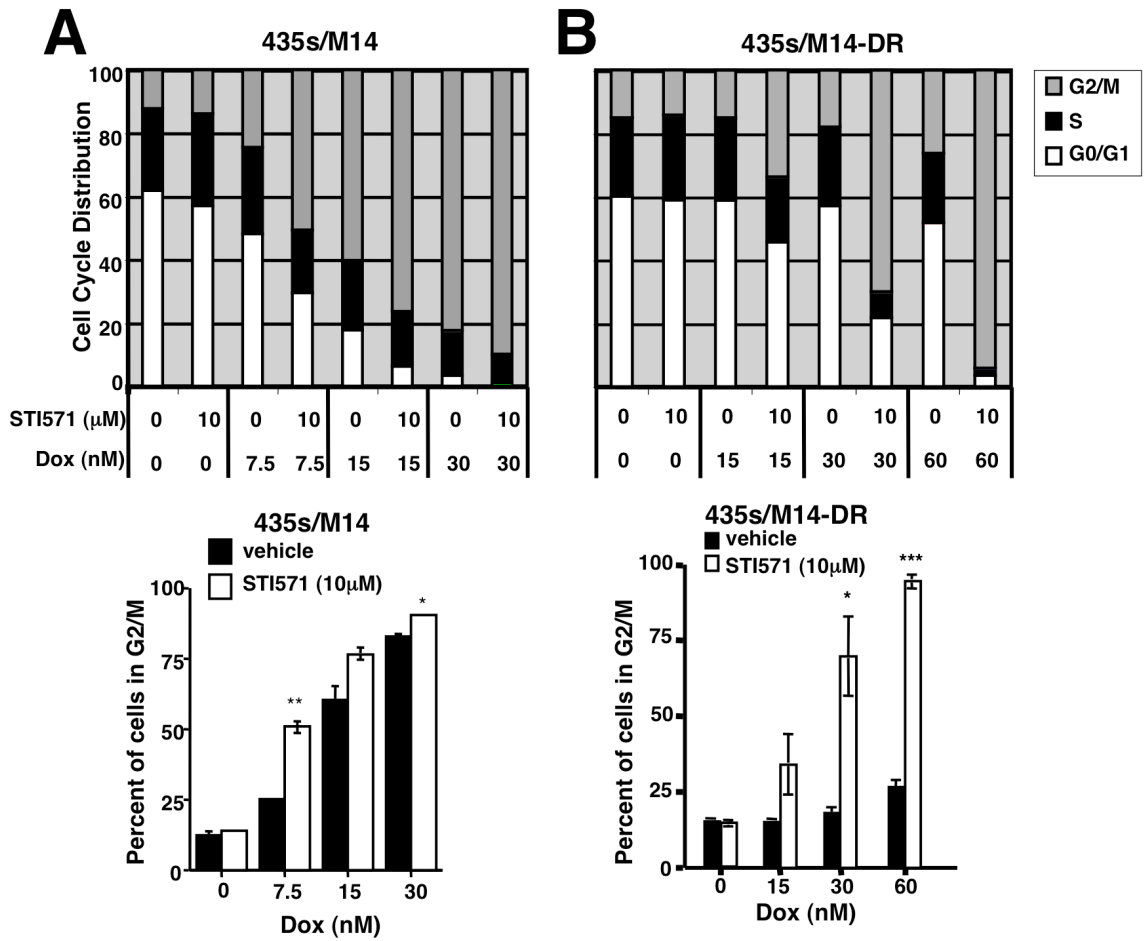 A
435s/M14
B
435s/M14-DR
G2/M
S
G0/G1
Cell Cycle Distribution
100
80
60
40
20
0
STI571 (μM) 0 10 0 10 0 10 0 10
Dox (nM) 0 0 7.5 7.5 15 15 30 30
0 10 0 10 0 10 0 10
0 0 15 15 30 30 60 60
435s/M14
vehicle
STI571 (10μM)
Percent of cells in G2/M
100
75
50
25
0
**
*
0 7.5 15 30
Dox (nM)
435s/M14-DR
vehicle
STI571 (10μM)
Percent of cells in G2/M
100
75
50
25
0
*
***
0 15 30 60
Dox (nM)